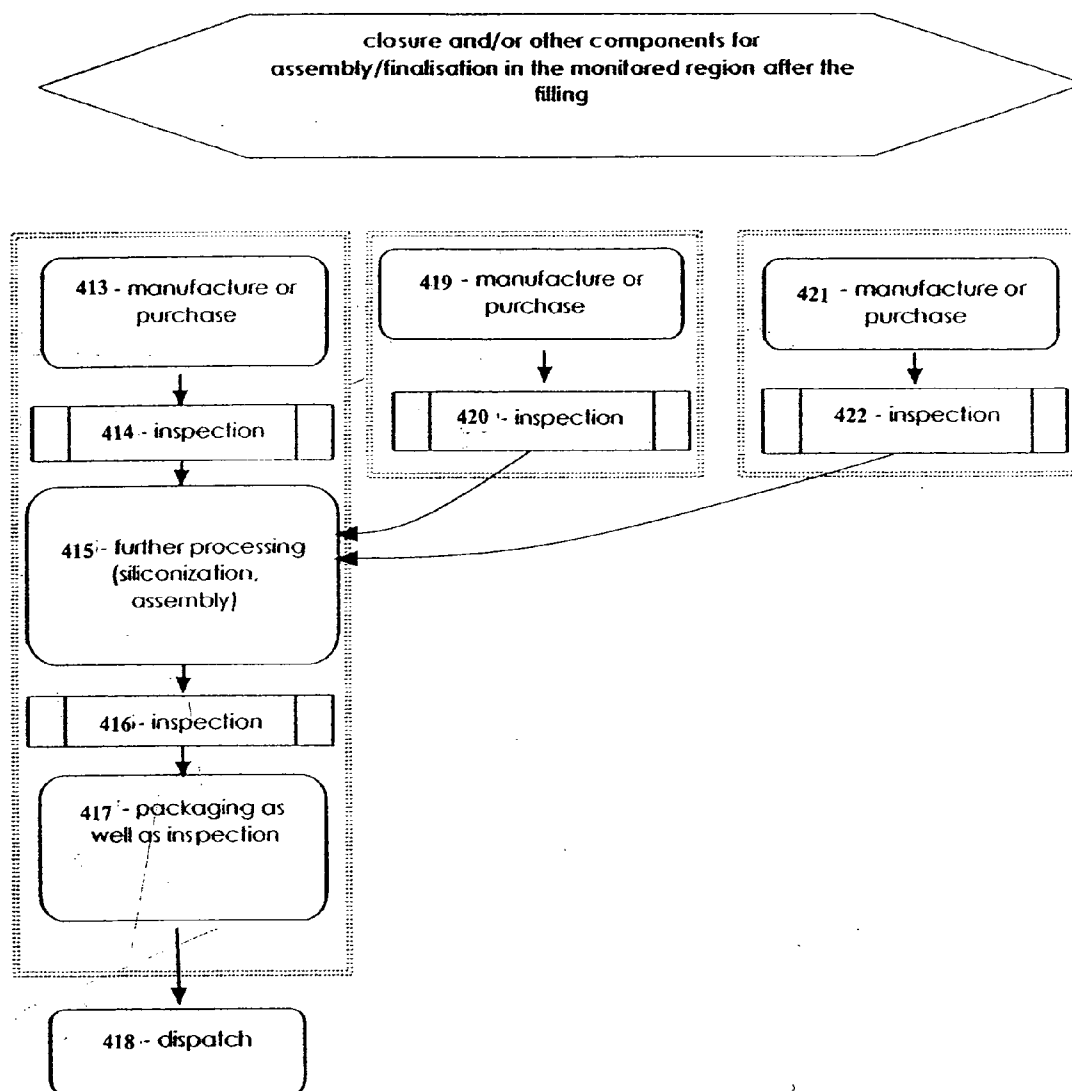 closure and/or other components for
assembly/finalisation in the monitored region after the
filling
413 - manufacture or
purchase
414 - inspection
415 - further processing
(siliconization,
assembly)
416 - inspection
417 - packaging as
well as inspection
418 - dispatch
419 - manufacture or
purchase
420 - inspection
421 - manufacture or
purchase
422 - inspection